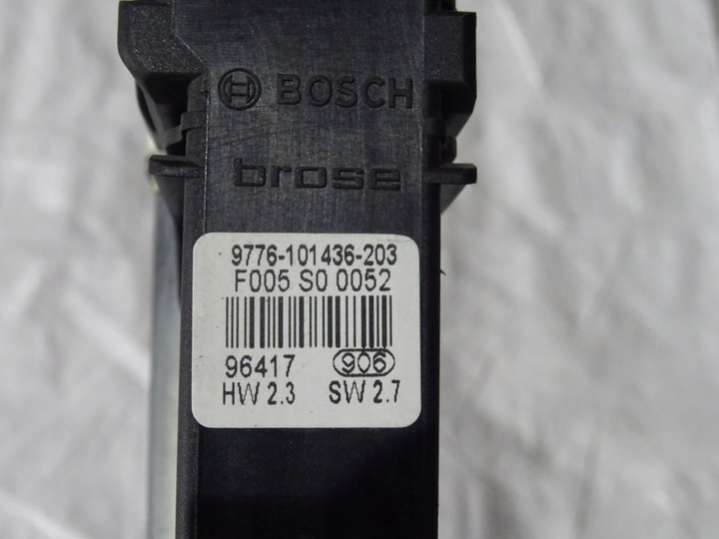 BOSCH
brose
9776-101436-203
F005 S0 0052
96417 906
HW 2.3 SW 2.7